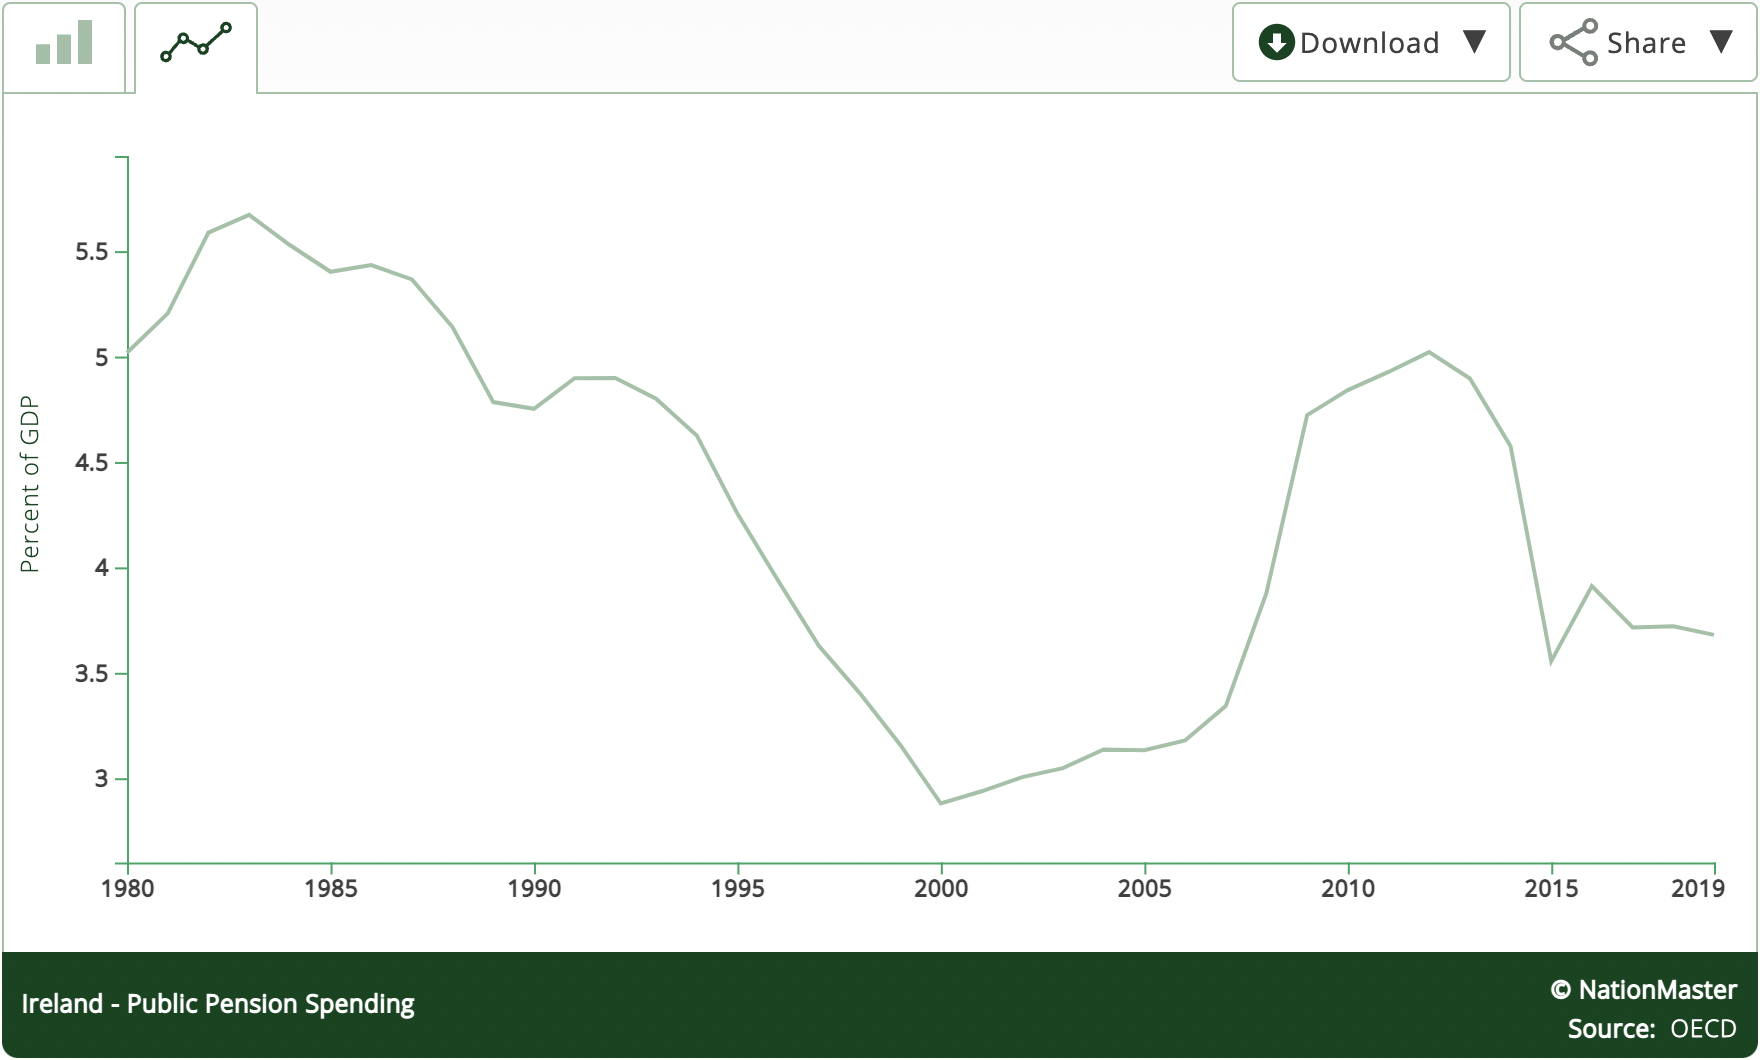 Download ▼
Share ▼
Percent of GDP
5.5
5
4.5
4
3.5
3
1980 1985 1990 1995 2000 2005 2010 2015 2019
Ireland - Public Pension Spending
© NationMaster
Source: OECD